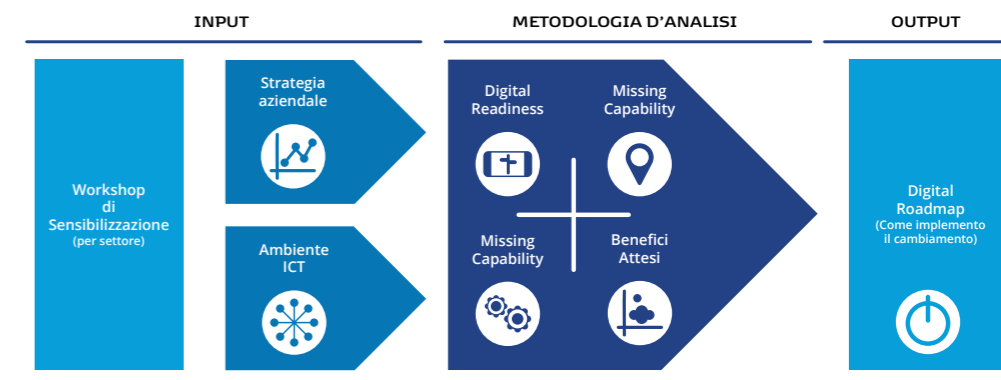 INPUT
METODOLOGIA D’ANALISI
OUTPUT
Workshop
di
Sensibilizzazione
(per settore)
Strategia
aziendale
Ambiente
ICT
Digital
Readiness
Missing
Capability
Missing
Capability
Benefici
Attesi
Digital
Roadmap
(Come implemento
il cambiamento)